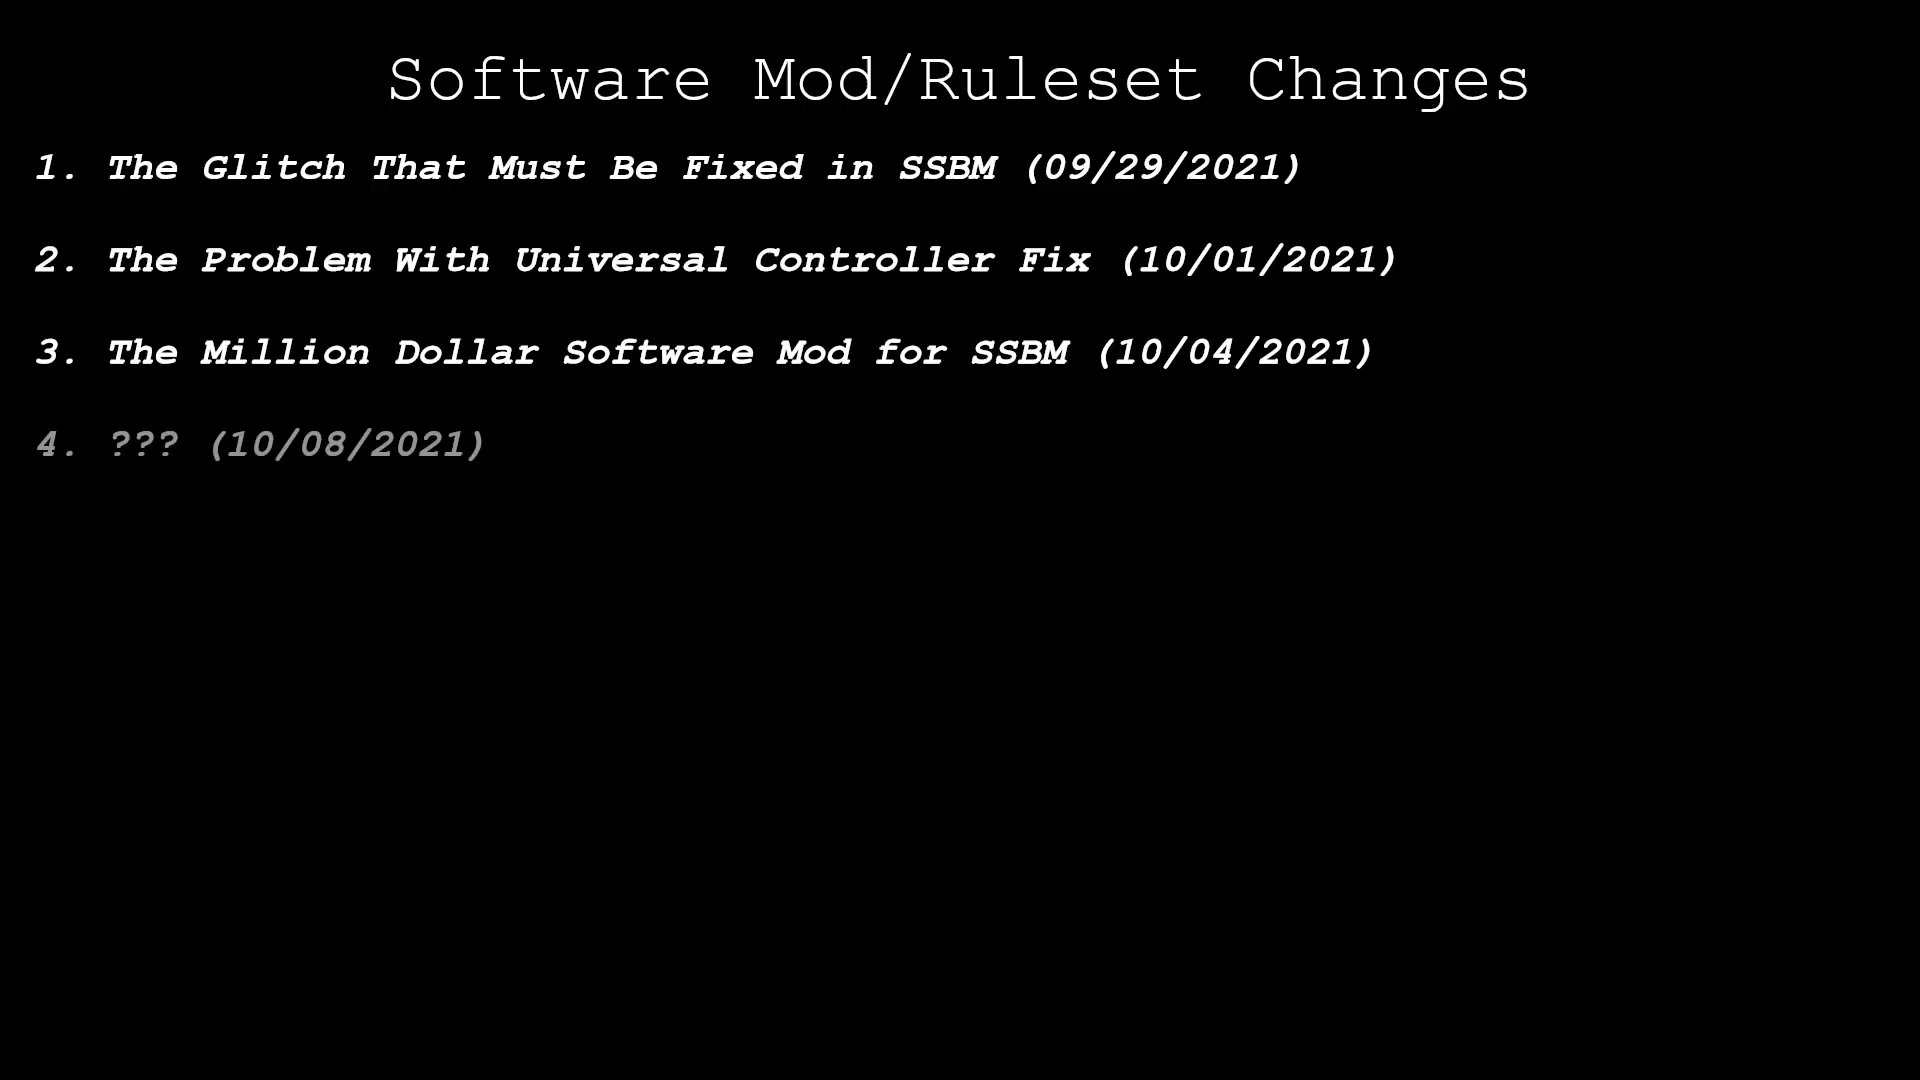 Software Mod/Ruleset Changes
1. The Glitch That Must Be Fixed in SSBM (09/29/2021)
2. The Problem With Universal Controller Fix (10/01/2021)
3. The Million Dollar Software Mod for SSBM (10/04/2021)
4. ??? (10/08/2021)